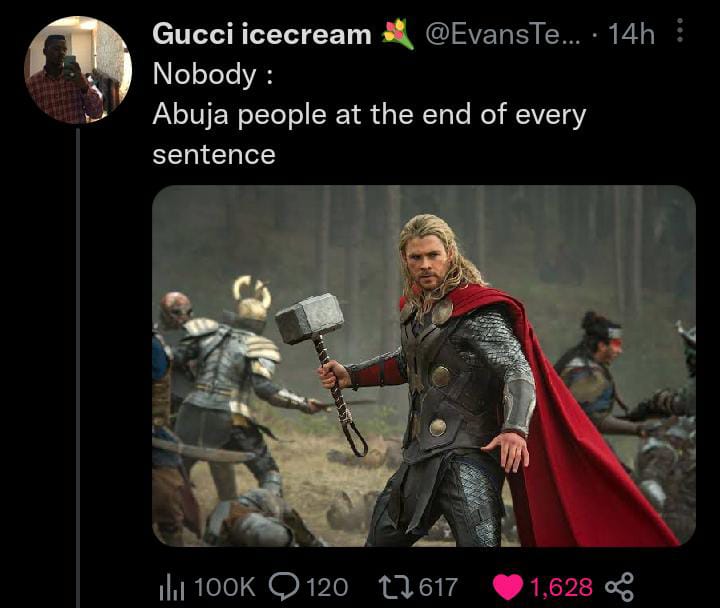 Gucci icecream 💐 @EvansTe... · 14h
Nobody :
Abuja people at the end of every
sentence
100K 120 617 1,628